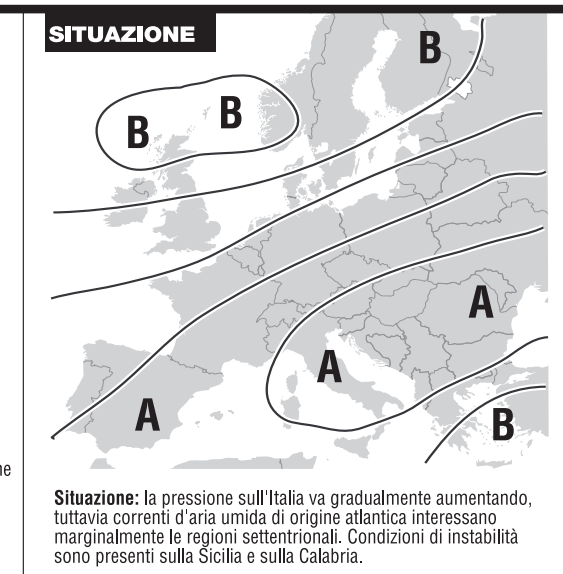 SITUAZIONE
B
B
B
A
A
A
B
ne
Situazione: la pressione sull'Italia va gradualmente aumentando,
tuttavia correnti d'aria umida di origine atlantica interessano
marginalmente le regioni settentrionali. Condizioni di instabilità
sono presenti sulla Sicilia e sulla Calabria.